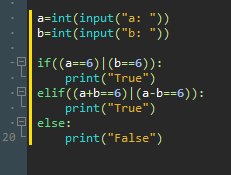 a=int(input("a: "))
b=int(input("b: "))
if((a==6)|(b==6)):
    print("True")
elif((a+b==6)|(a-b==6)):
    print("True")
else:
20     print("False")